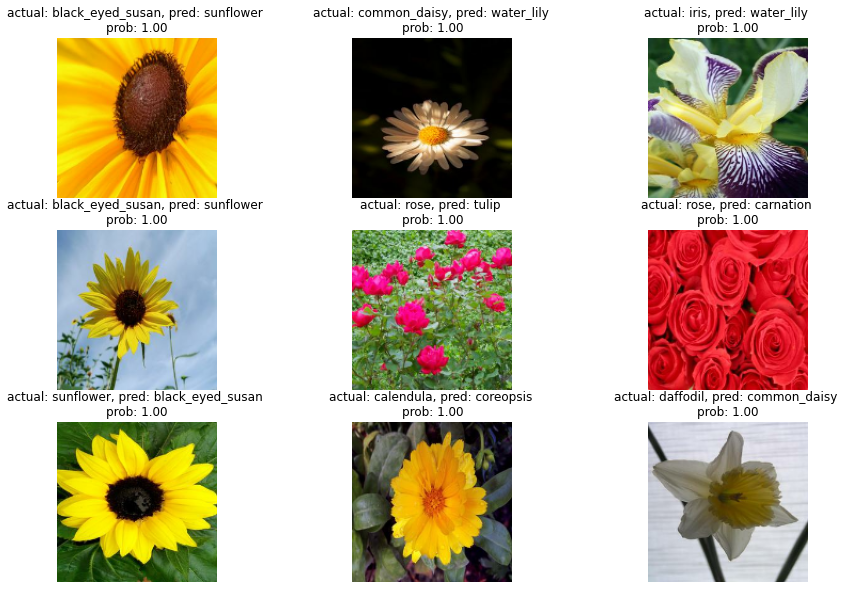 actual: black_eyed_susan, pred: sunflower
prob: 1.00
actual: common_daisy, pred: water_lily
prob: 1.00
actual: iris, pred: water_lily
prob: 1.00
actual: black_eyed_susan, pred: sunflower
prob: 1.00
actual: rose, pred: tulip
prob: 1.00
actual: rose, pred: carnation
prob: 1.00
actual: sunflower, pred: black_eyed_susan
prob: 1.00
actual: calendula, pred: coreopsis
prob: 1.00
actual: daffodil, pred: common_daisy
prob: 1.00